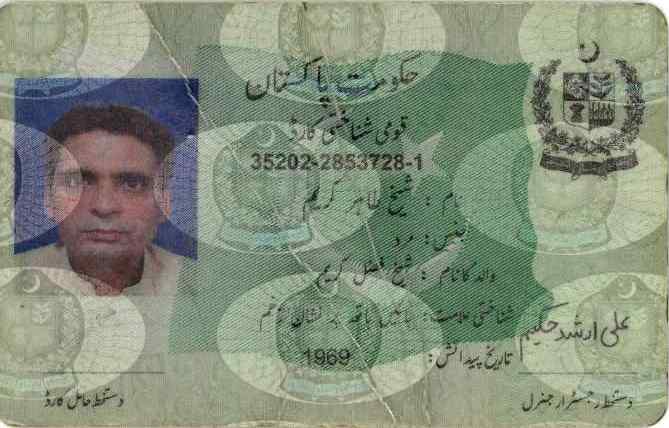 حکومت پاکستان
قومی شناختی کارڈ
35202-2853728-1
نام : شیخ طاہر کریم
جنس : مرد
والد کا نام : شیخ فضل کریم
شناختی علامت : بائیں ہاتھ پر نشان زخم
تاریخ پیدائش : 1969
علی ارشد حکیم
دستخط حامل کارڈ
دستخط رجسٹرار جنرل